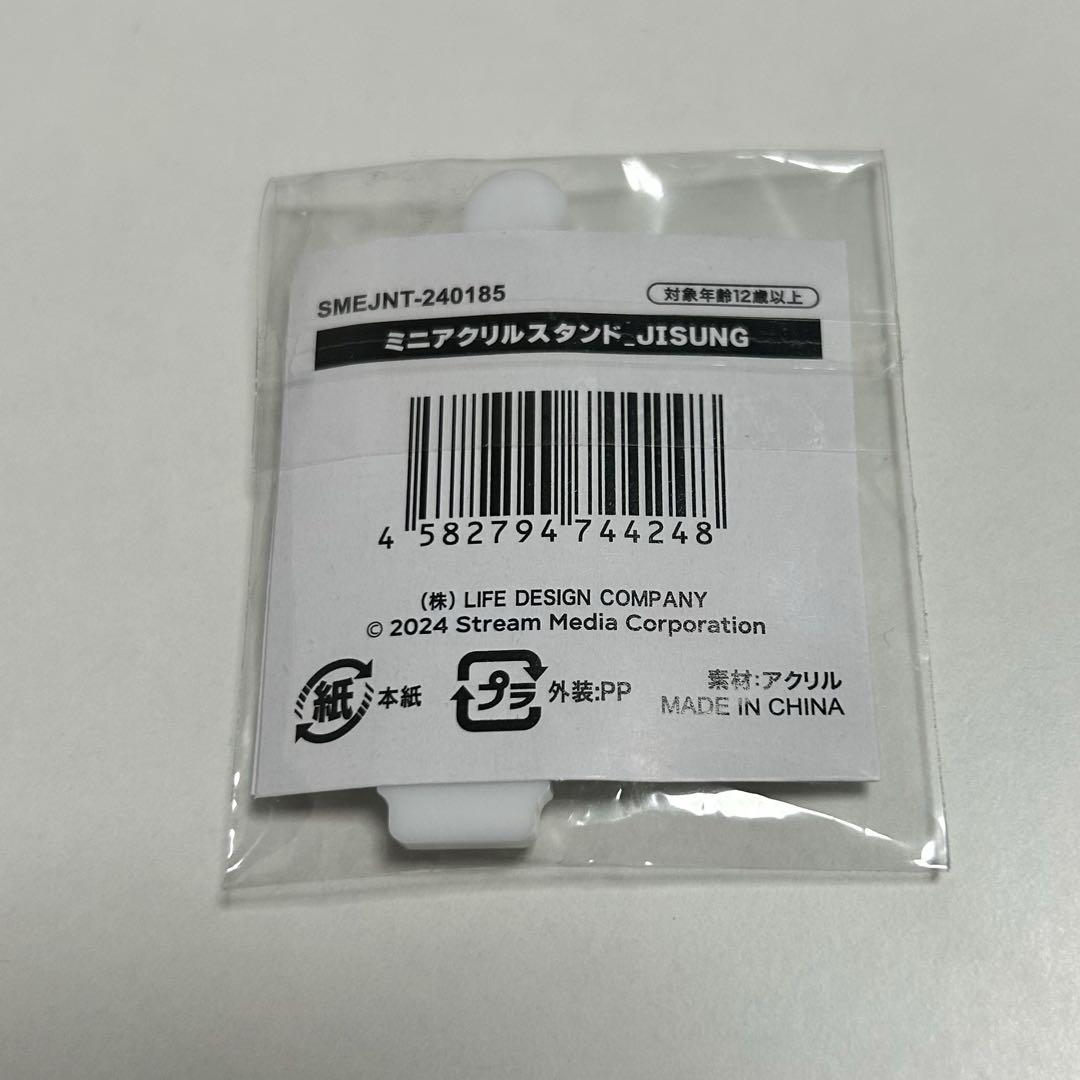 SMEJNT-240185
対象年齢12歳以上
ミニアクリルスタンド_JISUNG
4 582794 744248
(株) LIFE DESIGN COMPANY
© 2024 Stream Media Corporation
紙 本紙
プラ 外装:PP
素材:アクリル
MADE IN CHINA